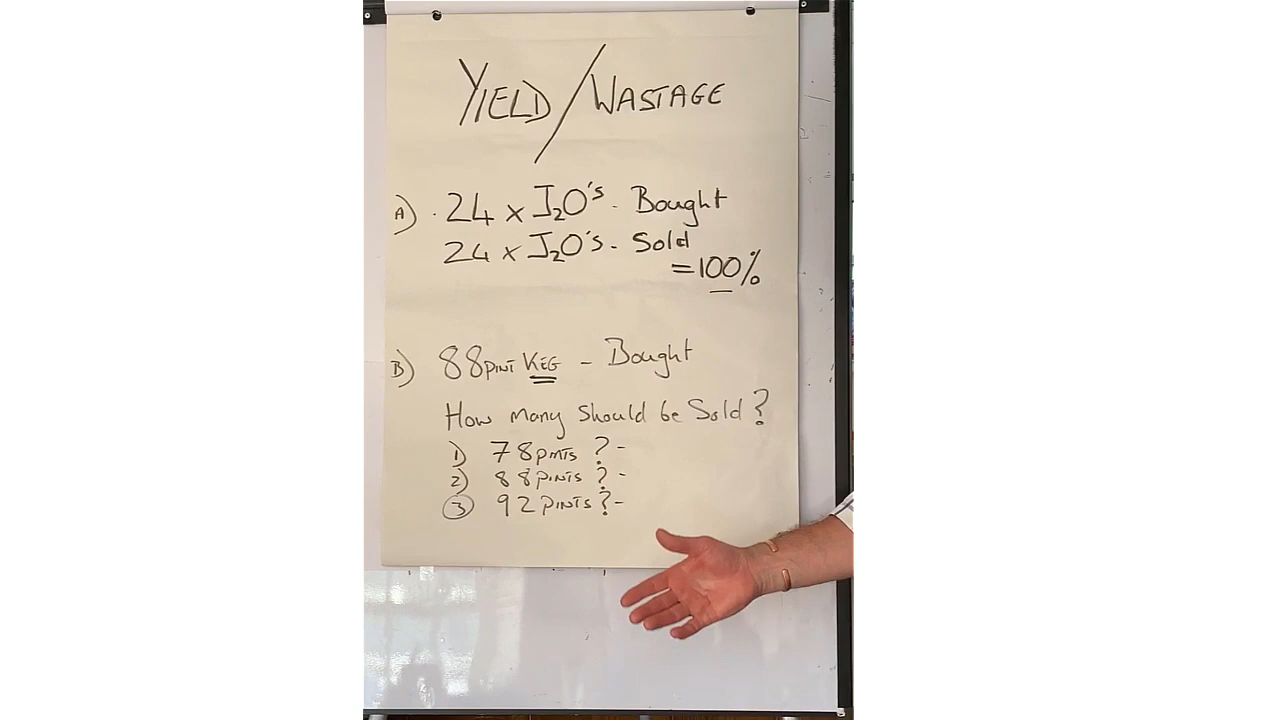 YIELD/WASTAGE
A) . 24 x J2O's - Bought
24 x J2O's - Sold
=100%
B) 88 PINT KEG - Bought
How many should be Sold?
1) 78 PINTS ? -
2) 88 PINTS ? -
3 92 PINTS ? -